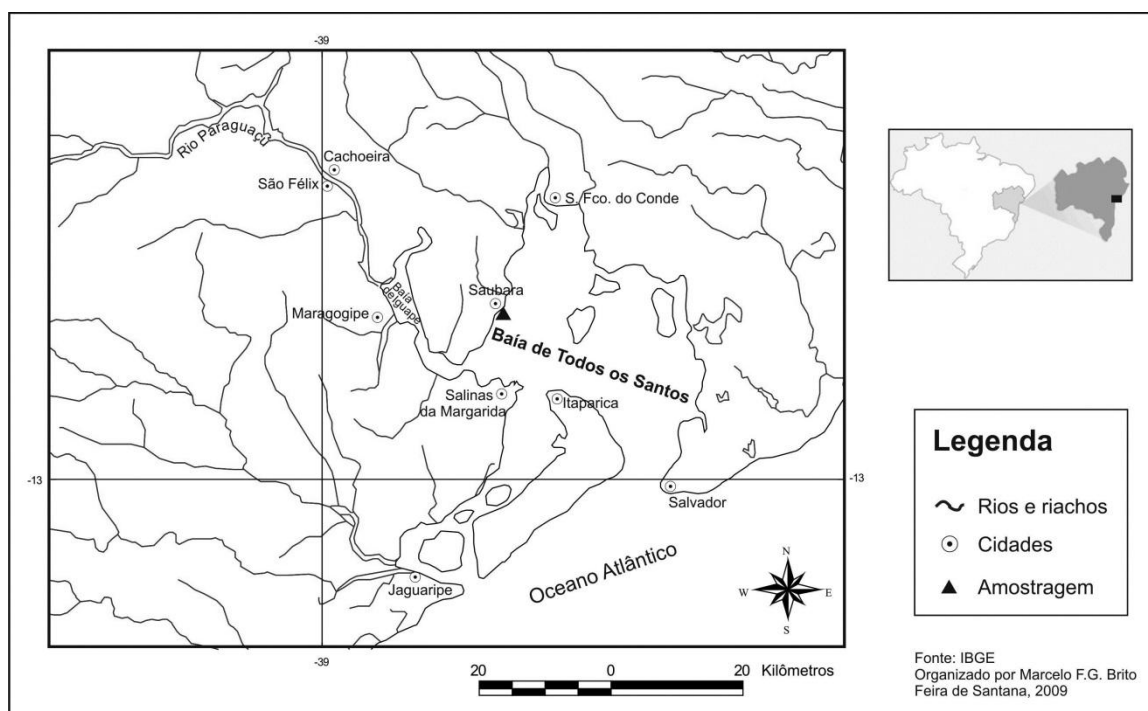 -39
Rio Paraguaçú
Cachoeira
São Félix
S. Fco. do Conde
Baía
de Iguape
Saubara
Maragogipe
Baía de Todos os Santos
Salinas
da Margarida
Itaparica
-13
-13
Salvador
Oceano Atlântico
Jaguaripe
N
W
E
S
-39
20
0
20
Kilômetros
Legenda
Rios e riachos
Cidades
Amostragem
Fonte: IBGE
Organizado por Marcelo F.G. Brito
Feira de Santana, 2009